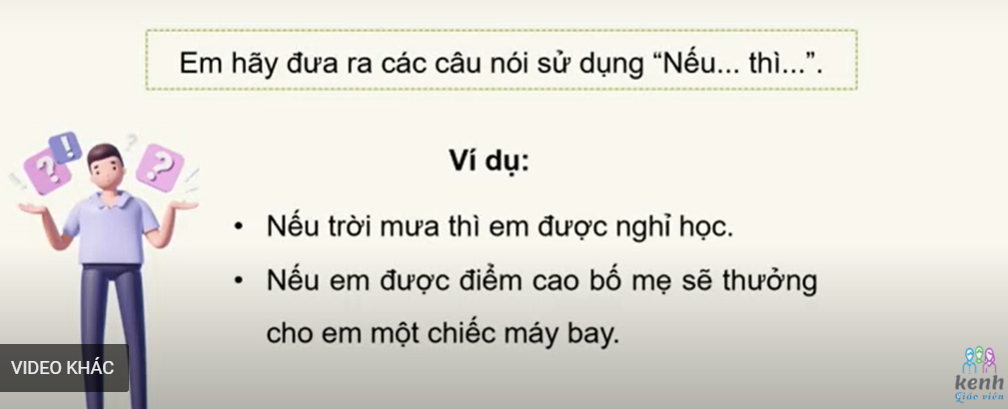 Em hãy đưa ra các câu nói sử dụng “Nếu... thì...”.
Ví dụ:
• Nếu trời mưa thì em được nghỉ học.
• Nếu em được điểm cao bố mẹ sẽ thưởng
cho em một chiếc máy bay.
VIDEO KHÁC
kenh
Giáo viên